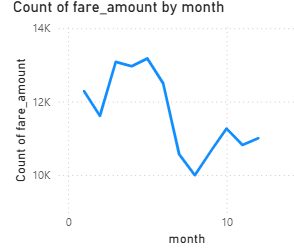 Count of fare_amount by month
14K
12K
10K
Count of fare_amount
0 10
month